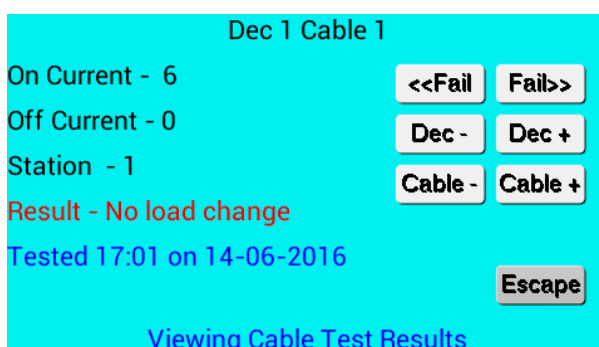 Dec 1 Cable 1
On Current - 6
<<Fail Fail>>
Off Current - 0
Dec - Dec +
Station - 1
Cable - Cable +
Result - No load change
Tested 17:01 on 14-06-2016
Escape
Viewing Cable Test Results